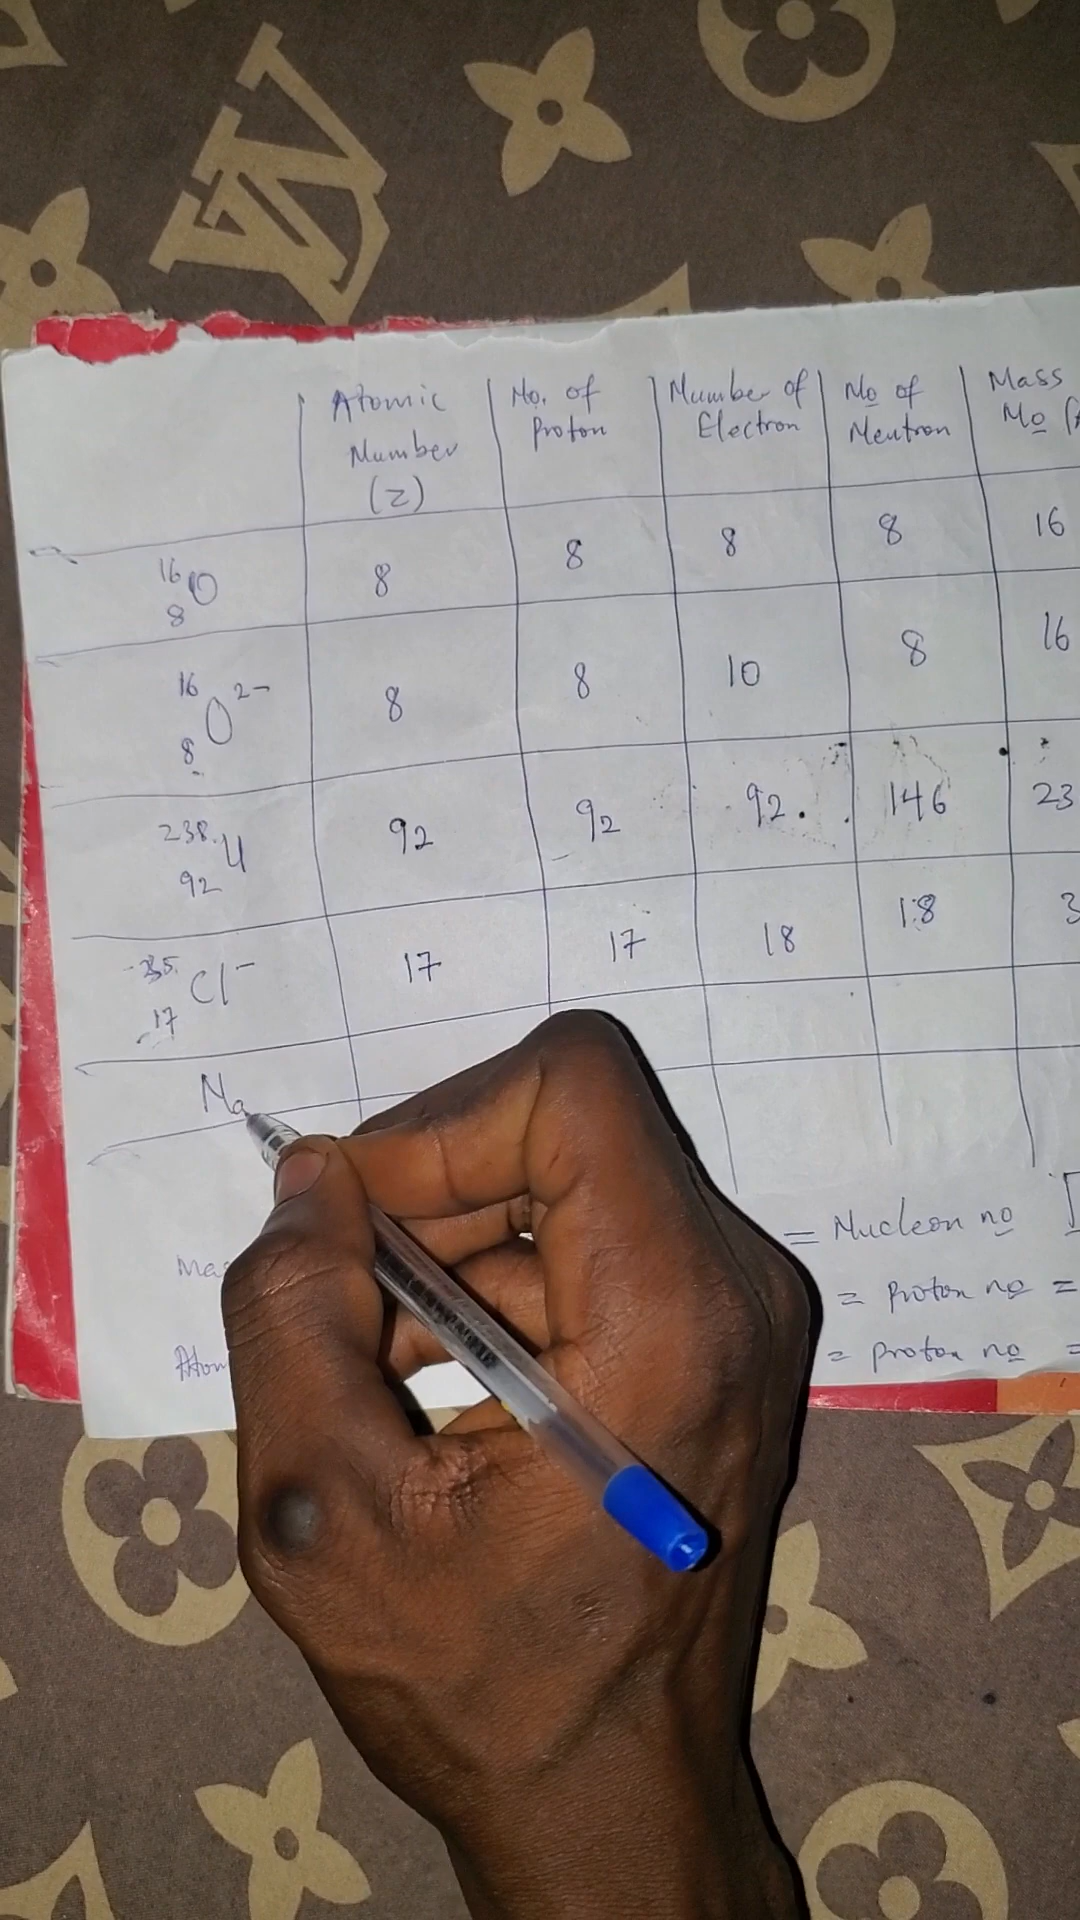 Atomic Number (Z) | No. of Proton | Number of Electron | No of Neutron | Mass No (
16 8 O | 8 | 8 | 8 | 8 | 16
16 8 O 2- | 8 | 8 | 10 | 8 | 16
238 92 U | 92 | 92 | 92 | 146 | 23
35 17 Cl - | 17 | 17 | 18 | 18 | 3
Na
= Nucleon no
= Proton no =
= proton no =